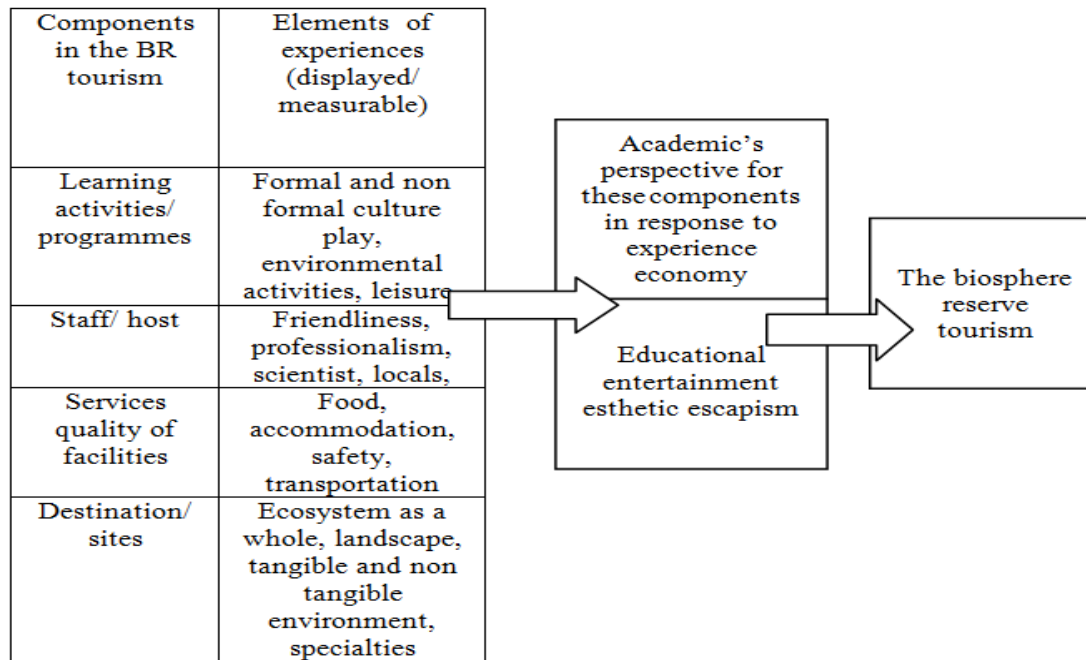 Components
in the BR
tourism
Elements of
experiences
(displayed/
measurable)
Learning
activities/
programmes
Formal and non
formal culture
play,
environmental
activities, leisure
Staff/ host
Friendliness,
professionalism,
scientist, locals,
Services
quality of
facilities
Food,
accommodation,
safety,
transportation
Destination/
sites
Ecosystem as a
whole, landscape,
tangible and non
tangible
environment,
specialties
Academic's
perspective for
these components
in response to
experience
economy
Educational
entertainment
esthetic escapism
The biosphere
reserve
tourism